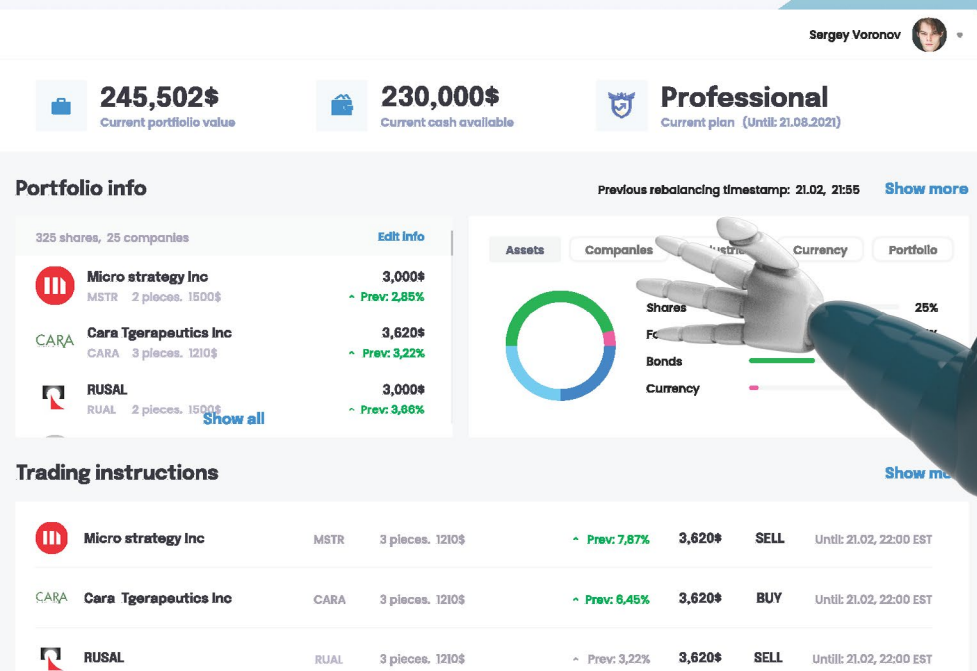 Sergey Voronov
245,502$
Current portfiolio value
230,000$
Current cash available
Professional
Current plan (Until: 21.08.2021)
Portfolio info
Previous rebalancing timestamp: 21.02, 21:55 Show more
325 shares, 25 companies Edit info
Micro strategy Inc 3,000$
MSTR 2 pieces. 1500$ ^ Prev: 2,85%
CARA Cara Tgerapeutics Inc 3,620$
CARA 3 pieces. 1210$ ^ Prev: 3,22%
RUSAL 3,000$
RUAL 2 pieces. 1500$ ^ Prev: 3,66%
Show all
Assets Companies Currency Portfolio
Shares 25%
Bonds
Currency
Trading instructions Show
Micro strategy Inc MSTR 3 pieces. 1210$ ^ Prev: 7,87% 3,620$ SELL Until: 21.02, 22:00 EST
CARA Cara Tgerapeutics Inc CARA 3 pieces. 1210$ ^ Prev: 6,45% 3,620$ BUY Until: 21.02, 22:00 EST
RUSAL RUAL 3 pieces. 1210$ ^ Prev: 3,22% 3,620$ SELL Untill: 21.02, 22:00 EST